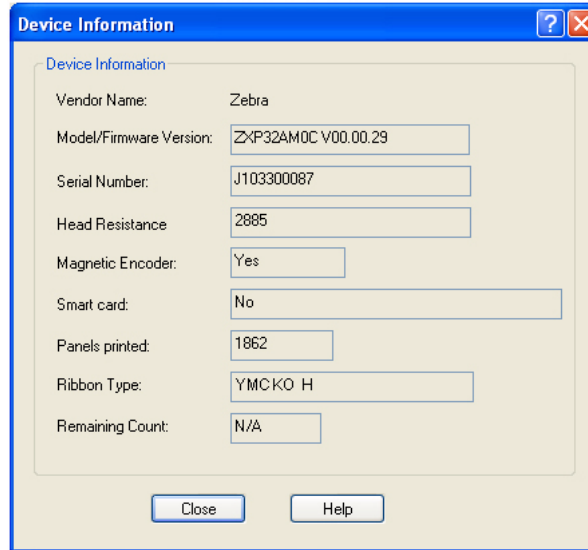 Device Information
Device Information
Vendor Name: Zebra
Model/Firmware Version: ZXP32AM0C V00.00.29
Serial Number: J103300087
Head Resistance 2885
Magnetic Encoder: Yes
Smart card: No
Panels printed: 1862
Ribbon Type: YMCKO H
Remaining Count: N/A
Close Help